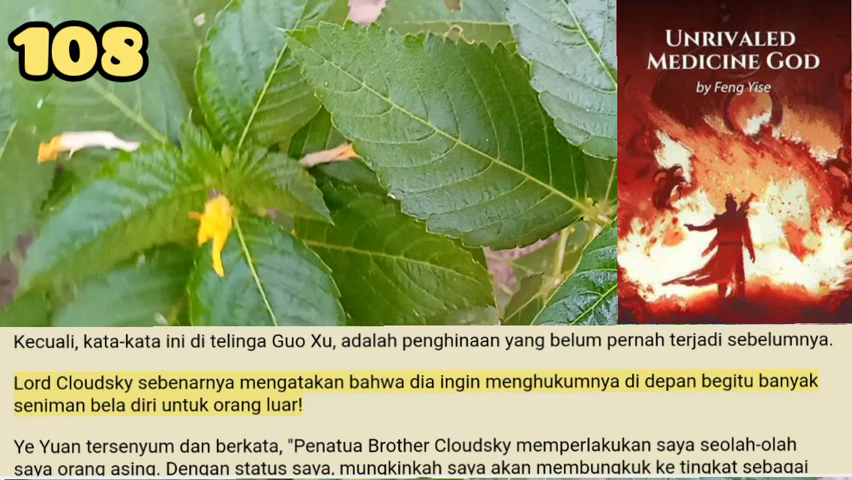 108
UNRIVALED
MEDICINE GOD
by Feng Yise
Kecuali, kata-kata ini di telinga Guo Xu, adalah penghinaan yang belum pernah terjadi sebelumnya.
Lord Cloudsky sebenarnya mengatakan bahwa dia ingin menghukumnya di depan begitu banyak
seniman bela diri untuk orang luar!
Ye Yuan tersenyum dan berkata, "Penatua Brother Cloudsky memperlakukan saya seolah-olah
saya orang asing. Dengan status saya, mungkinkah saya akan membungkuk ke tingkat sebagai